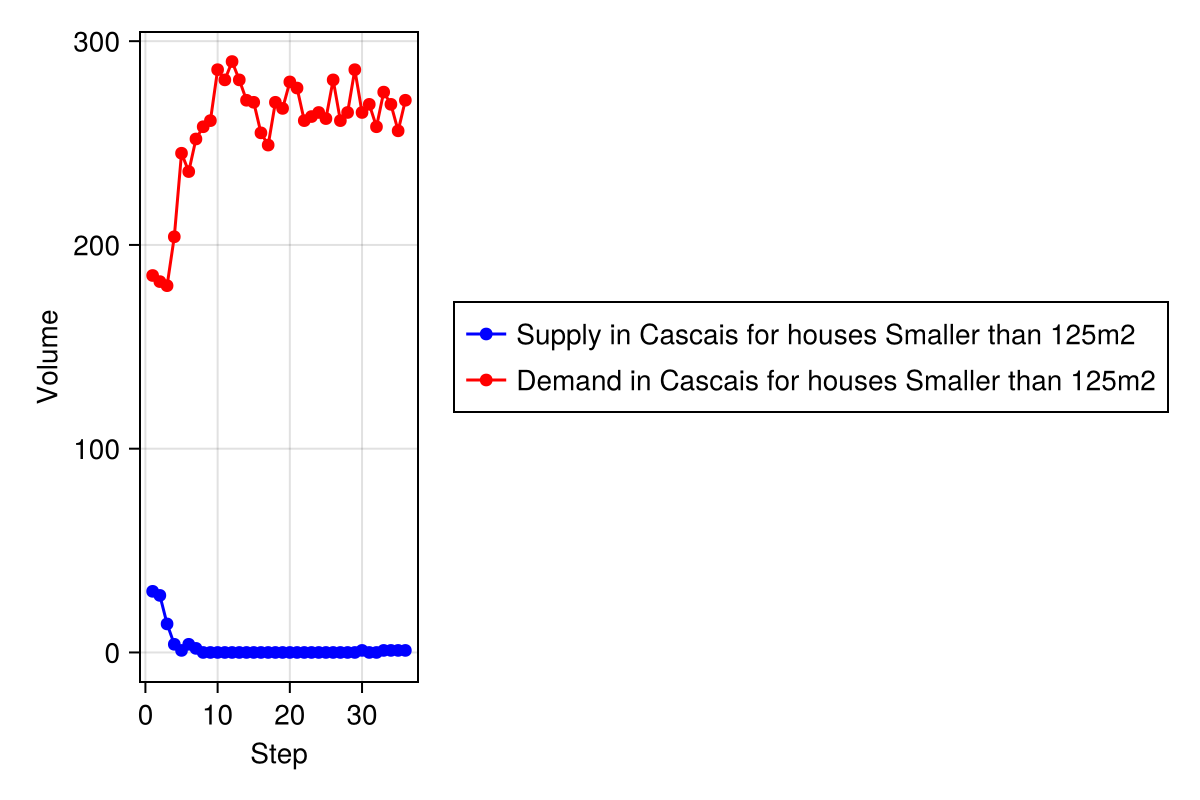 300
200
100
0
Volume
0 10 20 30
Step
Supply in Cascais for houses Smaller than 125m2
Demand in Cascais for houses Smaller than 125m2